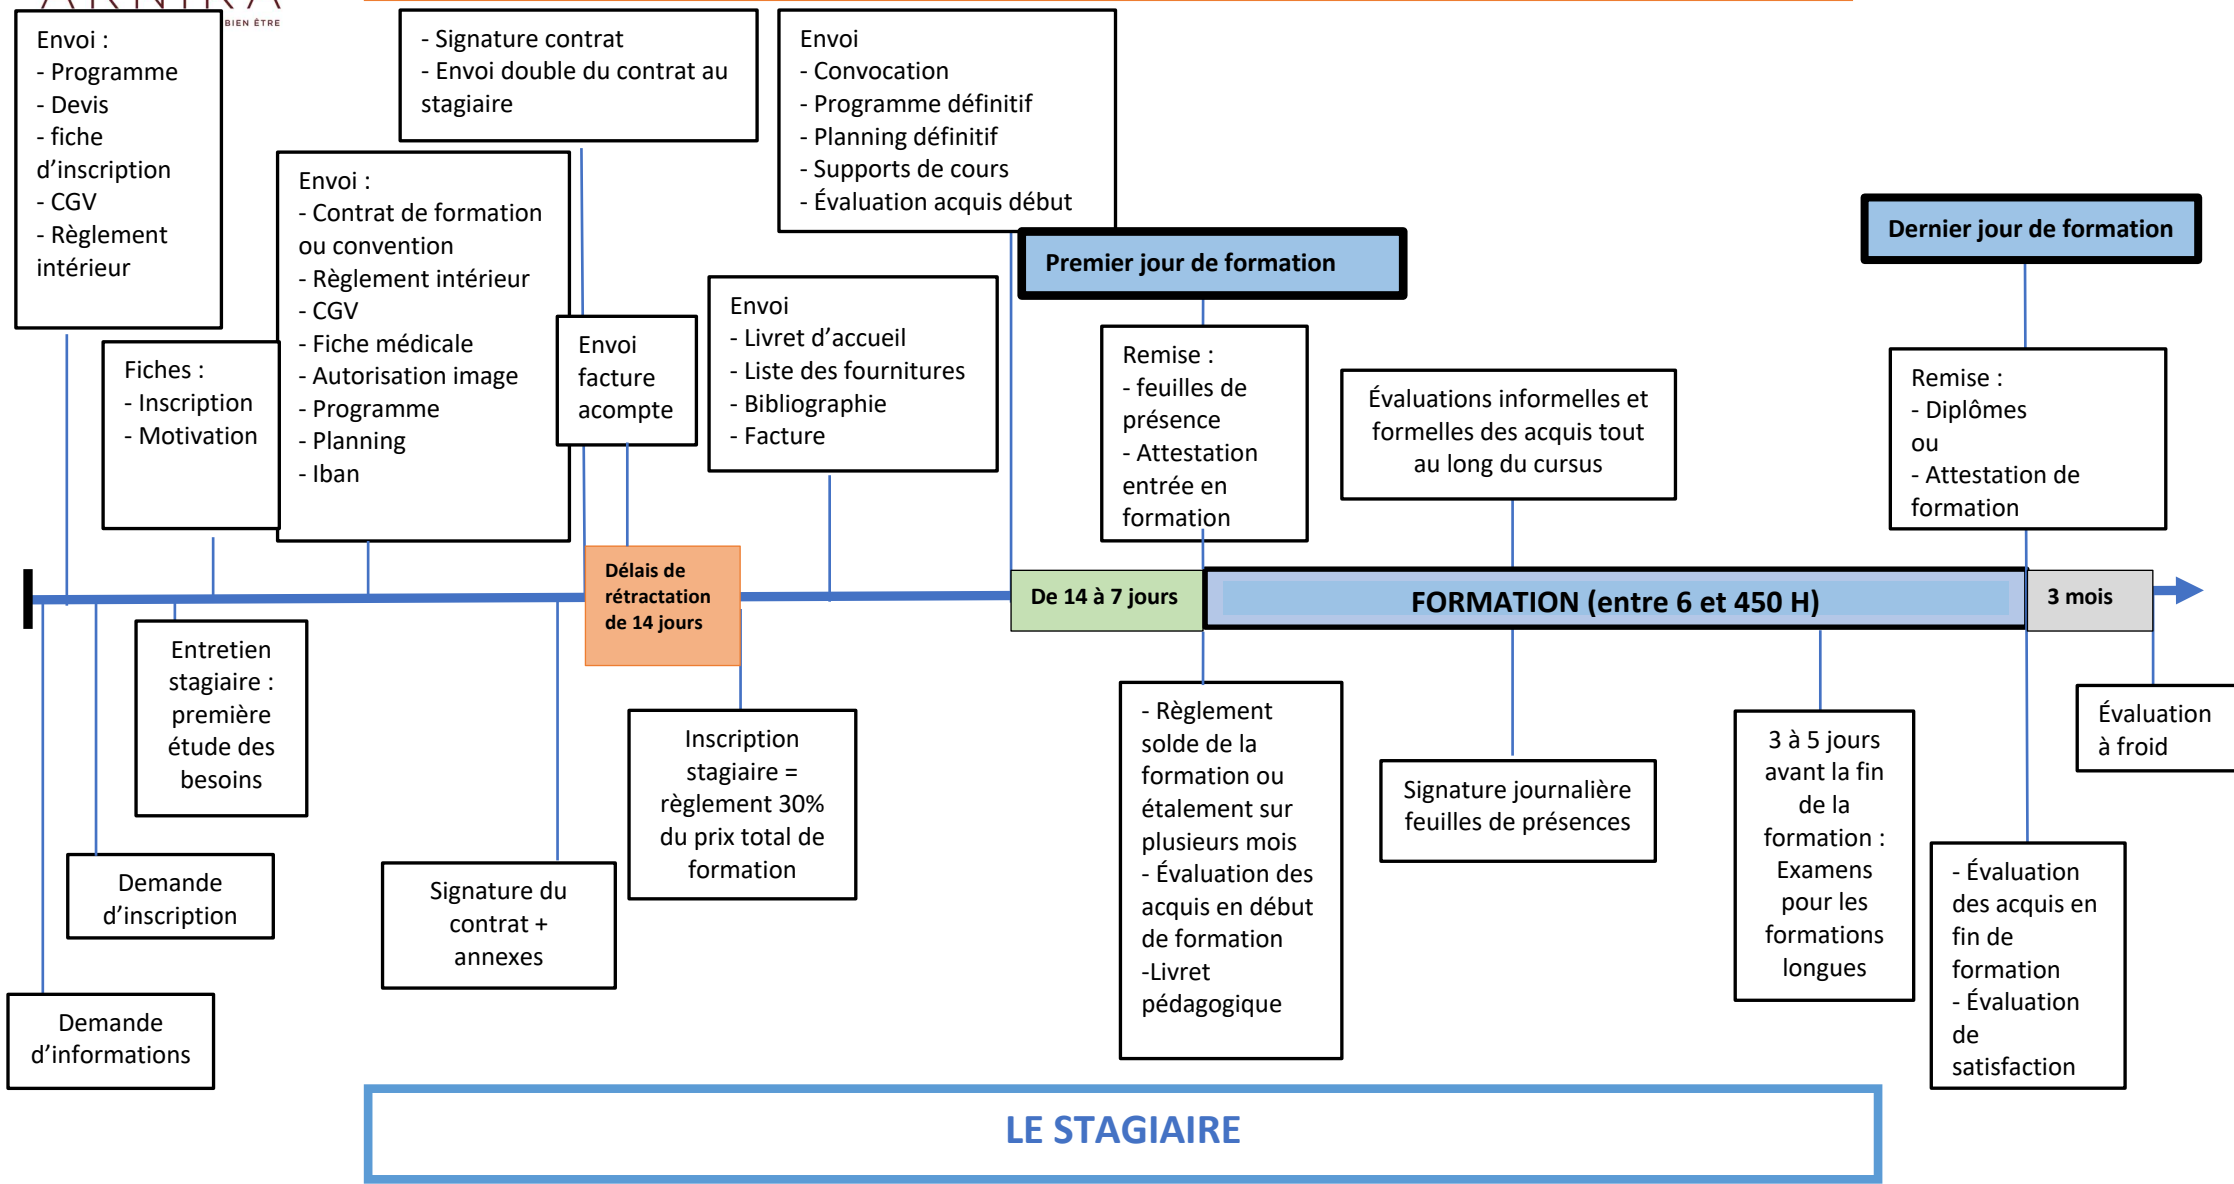 BIEN ÊTRE
Envoi :
- Programme
- Devis
- fiche
d’inscription
- CGV
- Règlement
intérieur
- Signature contrat
- Envoi double du contrat au
stagiaire
Envoi
- Convocation
- Programme définitif
- Planning définitif
- Supports de cours
- Évaluation acquis début
Envoi :
- Contrat de formation
ou convention
- Règlement intérieur
- CGV
- Fiche médicale
- Autorisation image
- Programme
- Planning
- Iban
Fiches :
- Inscription
- Motivation
Envoi
facture
acompte
Envoi
- Livret d’accueil
- Liste des fournitures
- Bibliographie
- Facture
Premier jour de formation
Dernier jour de formation
Remise :
- feuilles de
présence
- Attestation
entrée en
formation
Évaluations informelles et
formelles des acquis tout
au long du cursus
Remise :
- Diplômes
ou
- Attestation de
formation
Délais de
rétractation
de 14 jours
De 14 à 7 jours
FORMATION (entre 6 et 450 H)
3 mois
Entretien
stagiaire :
première
étude des
besoins
Demande
d’inscription
Demande
d’informations
Signature du
contrat +
annexes
Inscription
stagiaire =
règlement 30%
du prix total de
formation
- Règlement
solde de la
formation ou
étalement sur
plusieurs mois
- Évaluation des
acquis en début
de formation
-Livret
pédagogique
Signature journalière
feuilles de présences
3 à 5 jours
avant la fin
de la
formation :
Examens
pour les
formations
longues
- Évaluation
des acquis en
fin de
formation
- Évaluation
de
satisfaction
Évaluation
à froid
LE STAGIAIRE